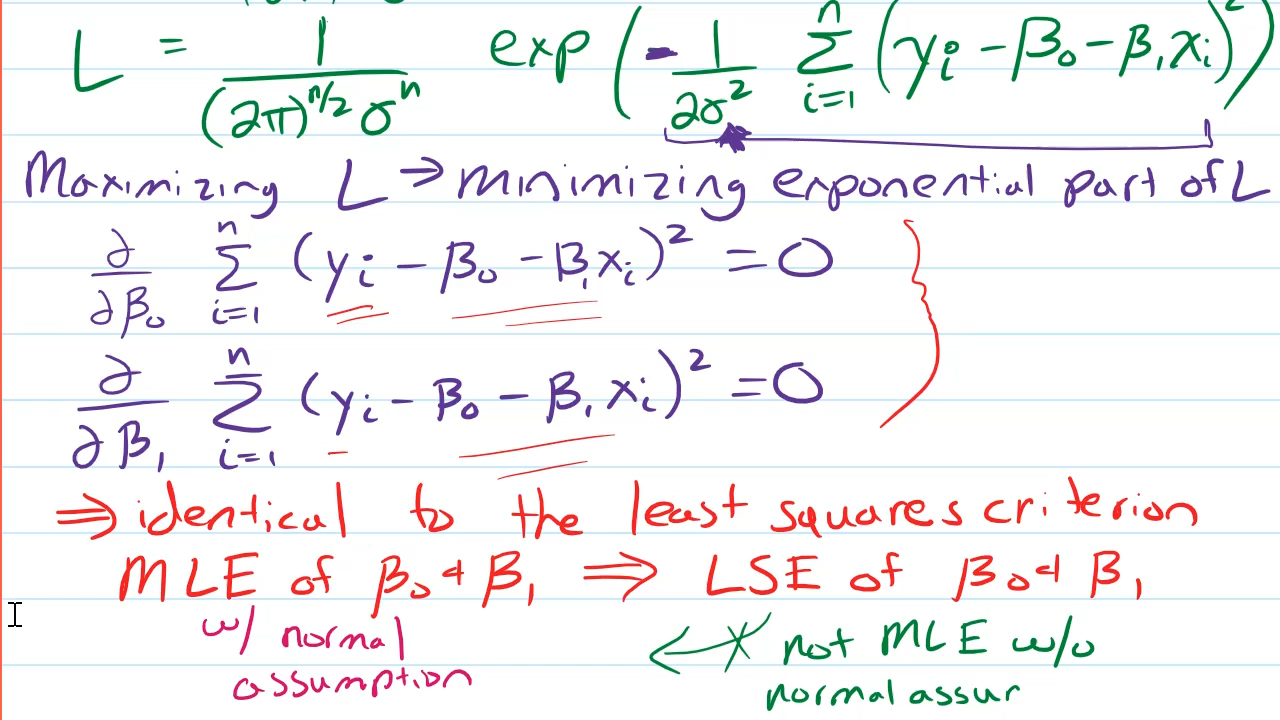 L = 1 / (2π)^{n/2} σ^n exp ( - 1/2σ² Σ_{i=1}^{n} (yi - β₀ - β₁xi)² )
Maximizing L → minimizing exponential part of L
∂/∂β₀ Σ_{i=1}^{n} (yi - β₀ - β₁xi)² = 0
∂/∂β₁ Σ_{i=1}^{n} (yi - β₀ - β₁xi)² = 0
⇒ identical to the least squares criterion
MLE of β₀ & β₁ ⇒ LSE of β₀ & β₁
w/ normal
assumption
not MLE w/o
normal assur